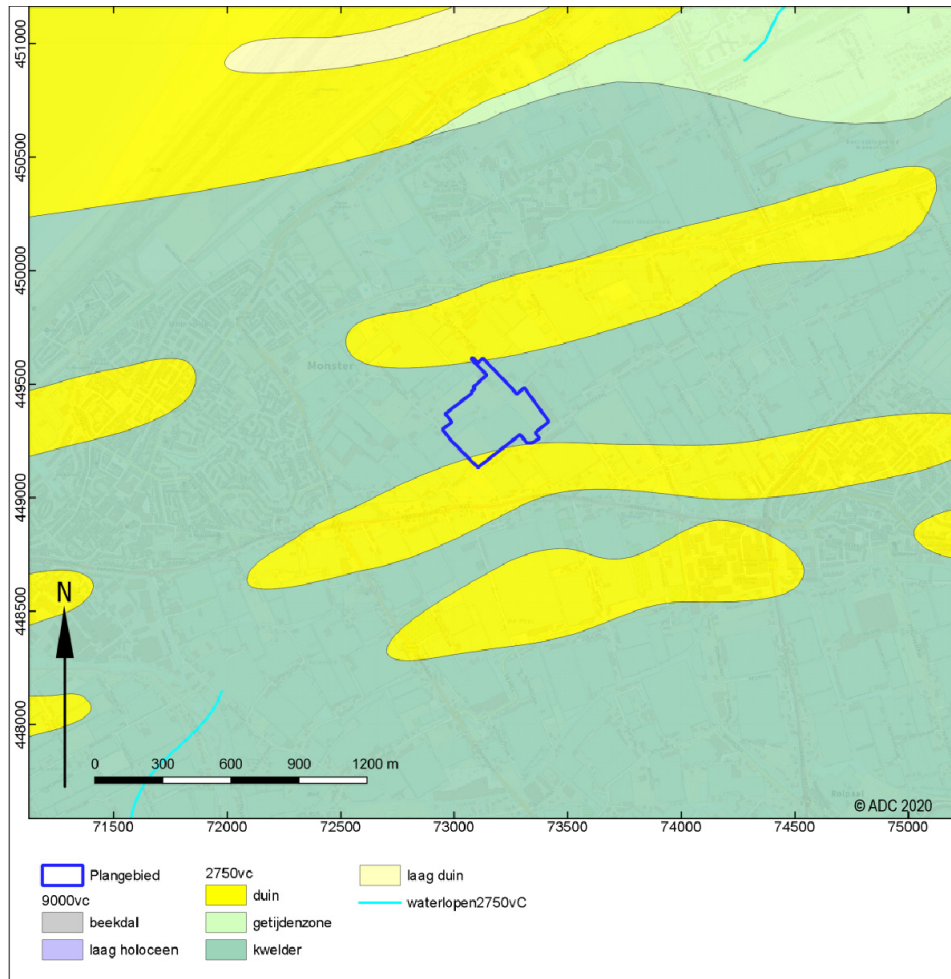 451000
450500
450000
449500
449000
448500
448000
Monster
N
0 300 600 900 1200 m
© ADC 2020
71500 72000 72500 73000 73500 74000 74500 75000
Plangebied
9000vc
beekdal
laag holoceen
2750vc
duin
getijdenzone
kwelder
laag duin
waterlopen2750vC